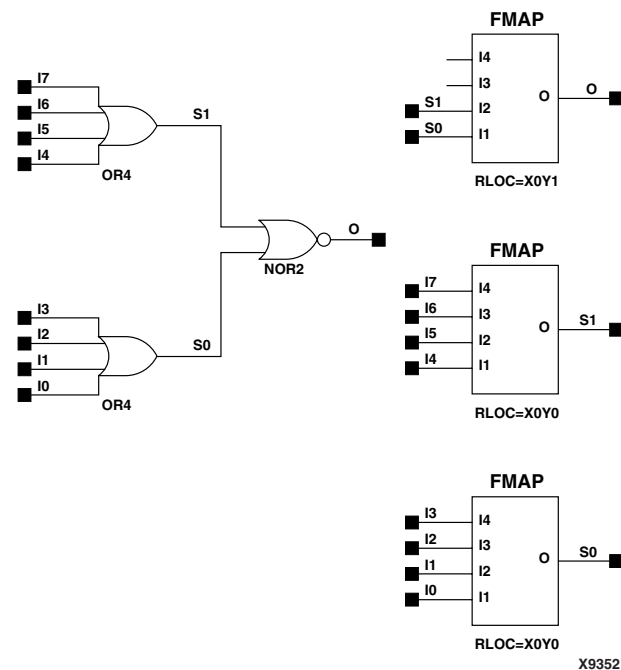 I7
I6
I5
I4
OR4
S1
I3
I2
I1
I0
OR4
S0
NOR2
O
FMAP
I4
I3
S1 I2
S0 I1
O O
RLOC=X0Y1
FMAP
I7 I4
I6 I3
I5 I2
I4 I1
O S1
RLOC=X0Y0
FMAP
I3 I4
I2 I3
I1 I2
I0 I1
O S0
RLOC=X0Y0
X9352